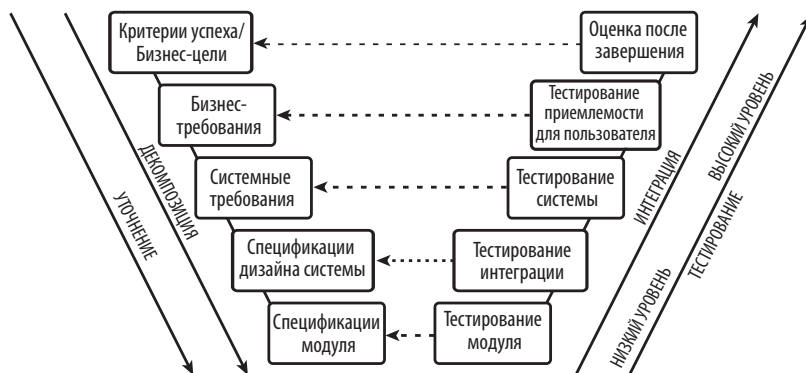 Критерии успеха/
Бизнес-цели
Оценка после
завершения
Бизнес-
требования
Тестирование
приемлемости
для пользователя
Системные
требования
Тестирование
системы
Спецификации
дизайна системы
Тестирование
интеграции
Спецификации
модуля
Тестирование
модуля
УТОЧНЕНИЕ
ДЕКОМПОЗИЦИЯ
ИНТЕГРАЦИЯ
НИЗКИЙ УРОВЕНЬ
ВЫСОКИЙ УРОВЕНЬ
ТЕСТИРОВАНИЕ